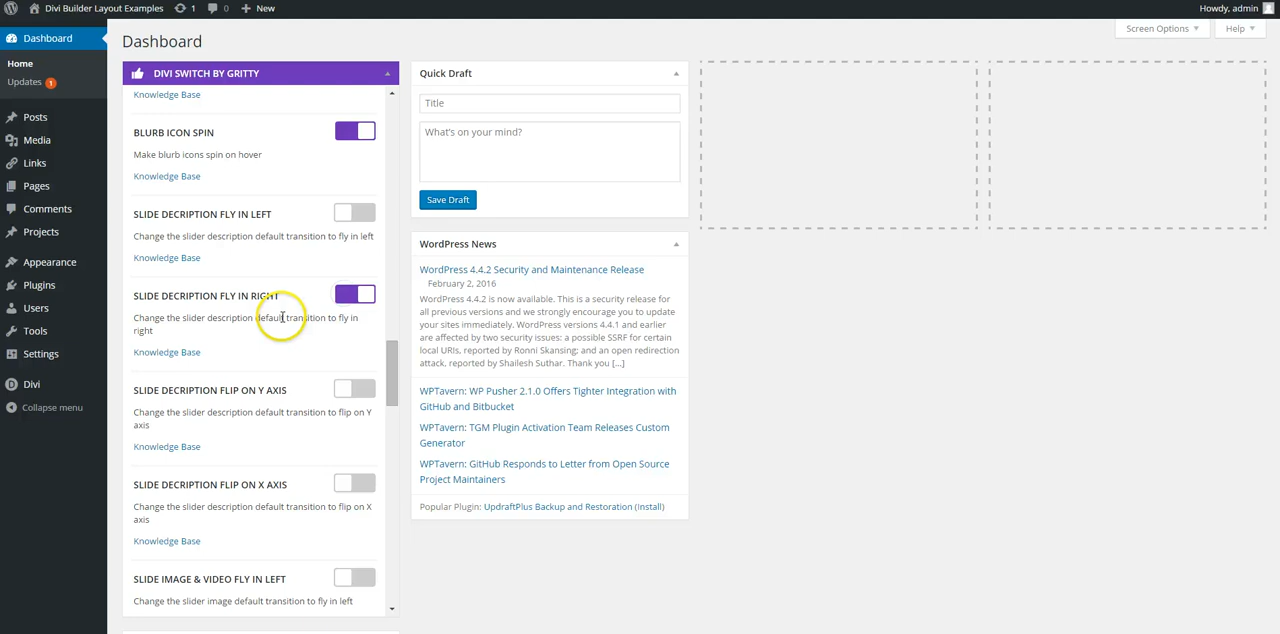 Divi Builder Layout Examples
1
0
New
Howdy, admin
Dashboard
Home
Updates 1
Posts
Media
Links
Pages
Comments
Projects
Appearance
Plugins
Users
Tools
Settings
Divi
Collapse menu
Screen Options
Help
Dashboard
DIVI SWITCH BY GRITTY
Knowledge Base
BLURB ICON SPIN
Make blurb icons spin on hover
Knowledge Base
SLIDE DECRIPTION FLY IN LEFT
Change the slider description default transition to fly in left
Knowledge Base
SLIDE DECRIPTION FLY IN RIGHT
Change the slider description default transition to fly in
right
Knowledge Base
SLIDE DECRIPTION FLIP ON Y AXIS
Change the slider description default transition to flip on Y
axis
Knowledge Base
SLIDE DECRIPTION FLIP ON X AXIS
Change the slider description default transition to flip on X
axis
Knowledge Base
SLIDE IMAGE & VIDEO FLY IN LEFT
Change the slider image default transition to fly in left
Quick Draft
Title
What's on your mind?
Save Draft
WordPress News
WordPress 4.4.2 Security and Maintenance Release
February 2, 2016
WordPress 4.4.2 is now available. This is a security release for
all previous versions and we strongly encourage you to update
your sites immediately. WordPress versions 4.4.1 and earlier
are affected by two security issues: a possible SSRF for certain
local URIs, reported by Ronni Skansing; and an open redirection
attack, reported by Shailesh Suthar. Thank you [...]
WPTavern: WP Pusher 2.1.0 Offers Tighter Integration with
GitHub and Bitbucket
WPTavern: TGM Plugin Activation Team Releases Custom
Generator
WPTavern: GitHub Responds to Letter from Open Source
Project Maintainers
Popular Plugin: UpdraftPlus Backup and Restoration (Install)